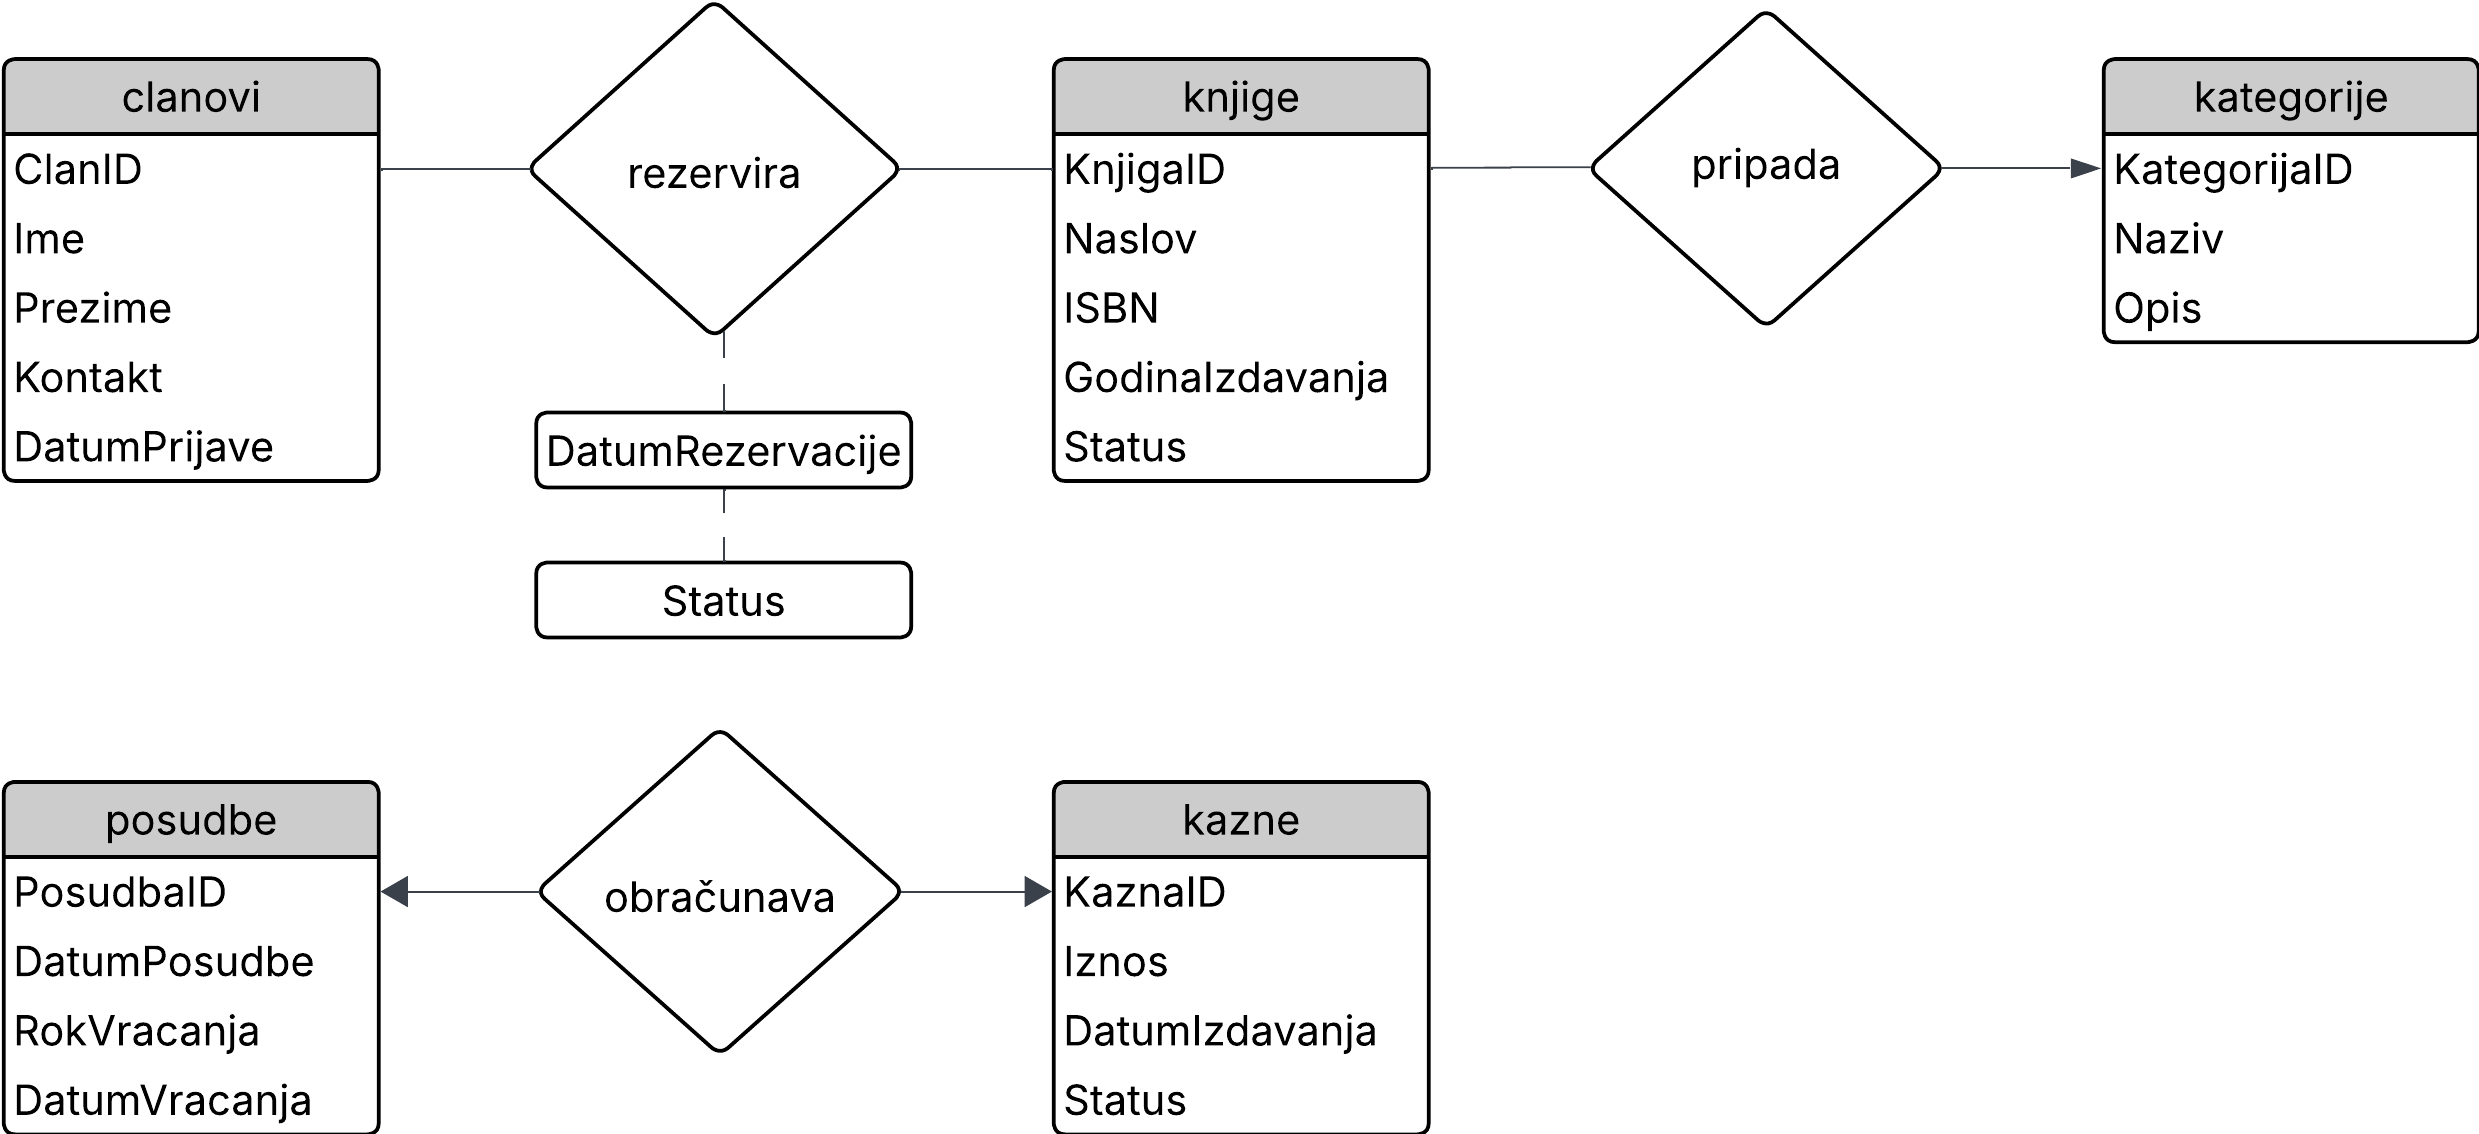 clanovi
ClanID
Ime
Prezime
Kontakt
DatumPrijave
rezervira
DatumRezervacije
Status
knjige
KnjigaID
Naslov
ISBN
GodinaIzdavanja
Status
pripada
kategorije
KategorijaID
Naziv
Opis
posudbe
PosudbaID
DatumPosudbe
RokVracanja
DatumVracanja
obračunava
kazne
KaznaID
Iznos
DatumIzdavanja
Status